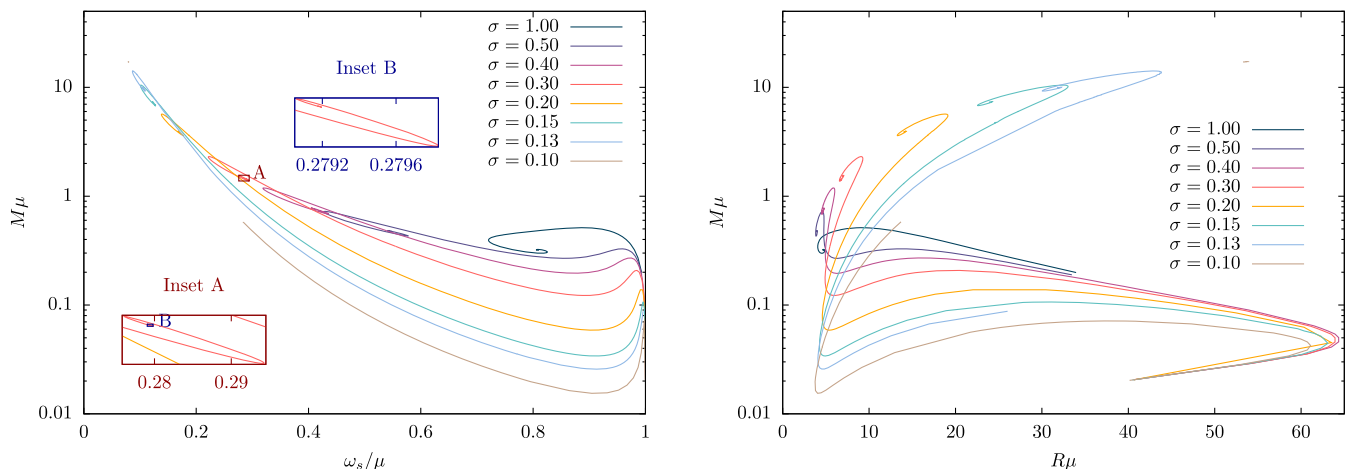 10
1
0.1
0.01
Mμ
0
0.2
0.4
0.6
0.8
1
ω_s/μ
σ = 1.00
σ = 0.50
σ = 0.40
σ = 0.30
σ = 0.20
σ = 0.15
σ = 0.13
σ = 0.10
Inset B
0.2792 0.2796
A
Inset A
B
0.28 0.29
10
1
0.1
0.01
Mμ
0
10
20
30
40
50
60
Rμ
σ = 1.00
σ = 0.50
σ = 0.40
σ = 0.30
σ = 0.20
σ = 0.15
σ = 0.13
σ = 0.10